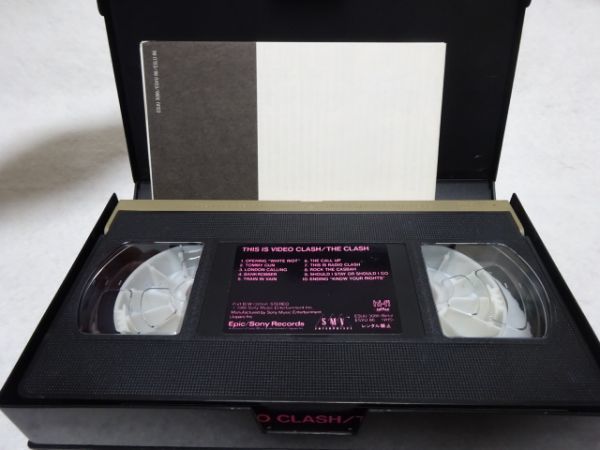 THIS IS VIDEO CLASH/THE CLASH
1. OPENING "WHITE RIOT"
2. TOMMY GUN
3. LONDON CALLING
4. BANKROBBER
5. TRAIN IN VAIN
6. THE CALL UP
7. THIS IS RADIO CLASH
8. ROCK THE CASBAH
9. SHOULD I STAY OR SHOULD I GO
10. ENDING "KNOW YOUR RIGHTS"
STEREO
Manufactured by Sony Music Entertainment
Epic/Sony Records
SMV
ENTERPRISES
レンタル禁止
O CLASH/T